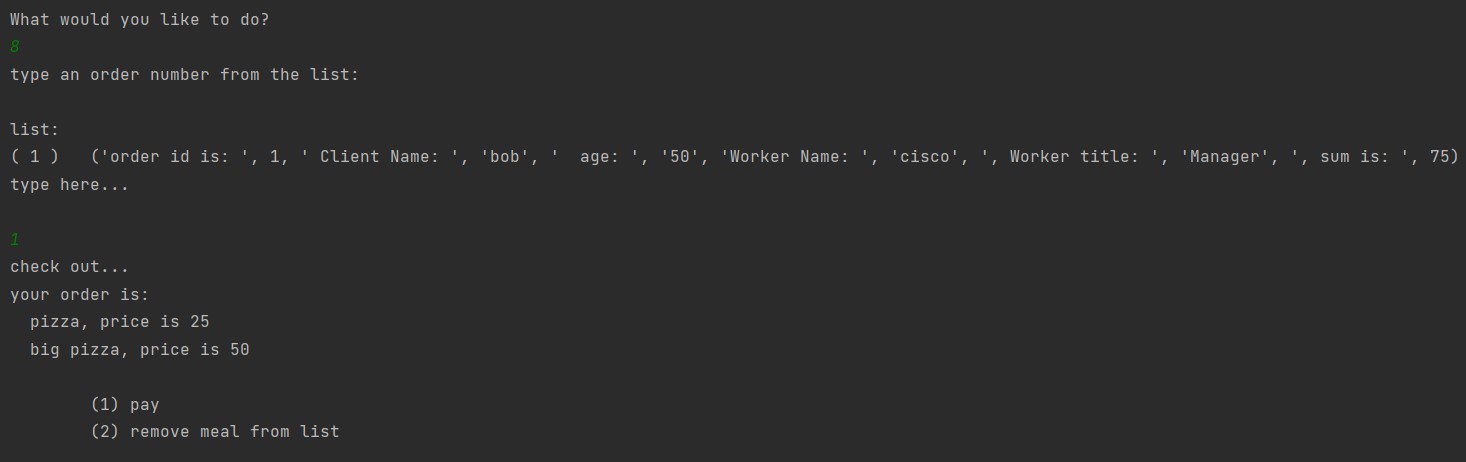 What would you like to do?
8
type an order number from the list:
list:
( 1 )   ('order id is: ', 1, ' Client Name: ', 'bob', '  age: ', '50', 'Worker Name: ', 'cisco', ', Worker title: ', 'Manager', ', sum is: ', 75)
type here...
1
check out...
your order is:
  pizza, price is 25
  big pizza, price is 50
        (1) pay
        (2) remove meal from list